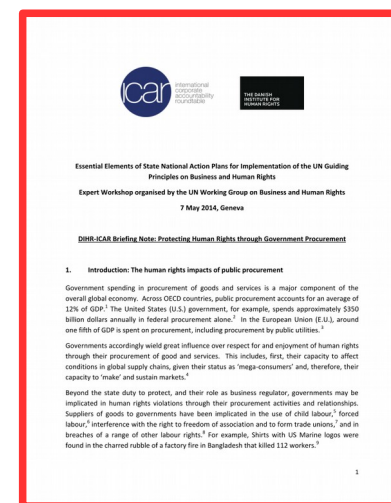 icar
international
corporate
accountability
roundtable
THE DANISH
INSTITUTE FOR
HUMAN RIGHTS
Essential Elements of State National Action Plans for Implementation of the UN Guiding
Principles on Business and Human Rights
Expert Workshop organised by the UN Working Group on Business and Human Rights
7 May 2014, Geneva
DIHR-ICAR Briefing Note: Protecting Human Rights through Government Procurement
1. Introduction: The human rights impacts of public procurement
Government spending in procurement of goods and services is a major component of the
overall global economy. Across OECD countries, public procurement accounts for an average of
12% of GDP.1 The United States (U.S.) government, for example, spends approximately $350
billion dollars annually in federal procurement alone.2 In the European Union (E.U.), around
one fifth of GDP is spent on procurement, including procurement by public utilities.3
Governments accordingly wield great influence over respect for and enjoyment of human rights
through their procurement of good and services. This includes, first, their capacity to affect
conditions in global supply chains, given their status as 'mega-consumers' and, therefore, their
capacity to 'make' and sustain markets.4
Beyond the state duty to protect, and their role as business regulator, governments may be
implicated in human rights violations through their procurement activities and relationships.
Suppliers of goods to governments have been implicated in the use of child labour,5 forced
labour,6 interference with the right to freedom of association and to form trade unions,7 and in
breaches of a range of other labour rights.8 For example, Shirts with US Marine logos were
found in the charred rubble of a factory fire in Bangladesh that killed 112 workers.9
1